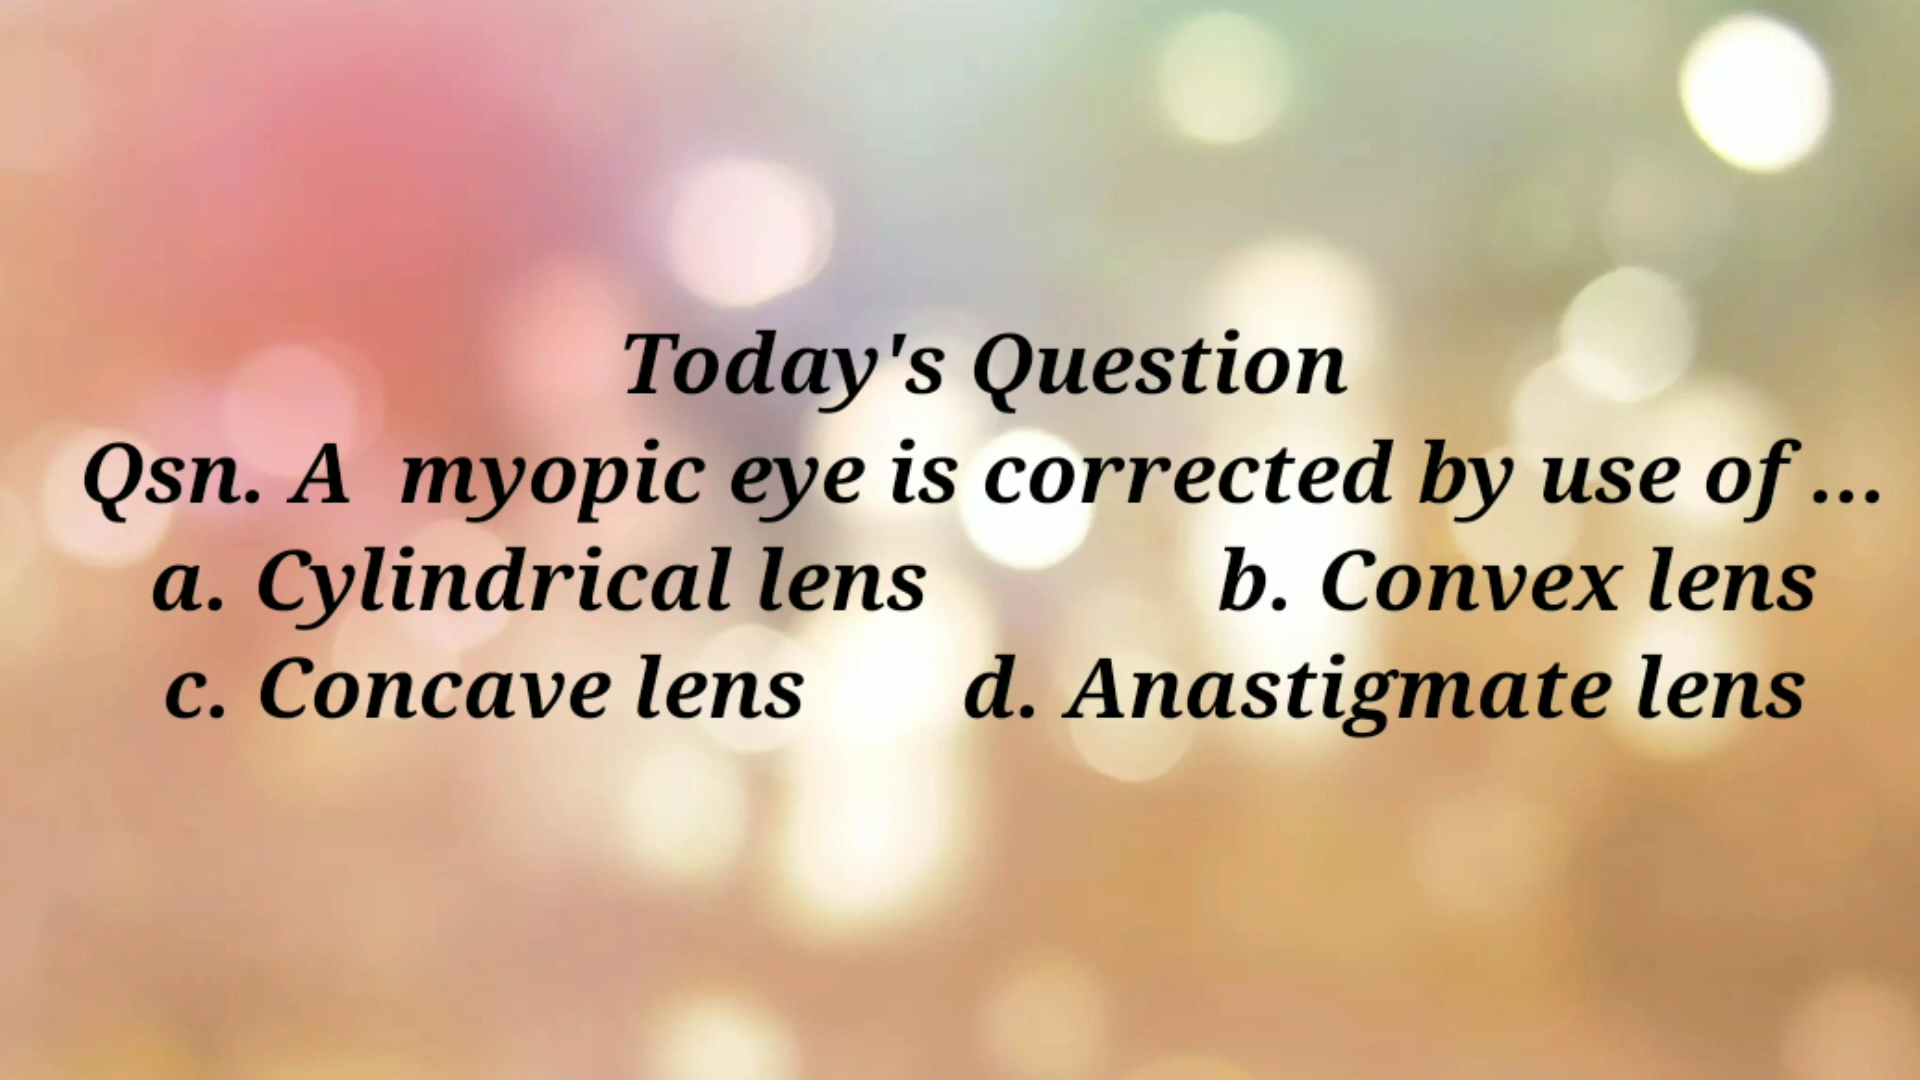 Today's Question
Qsn. A  myopic eye is corrected by use of ...
a. Cylindrical lens b. Convex lens
c. Concave lens d. Anastigmate lens